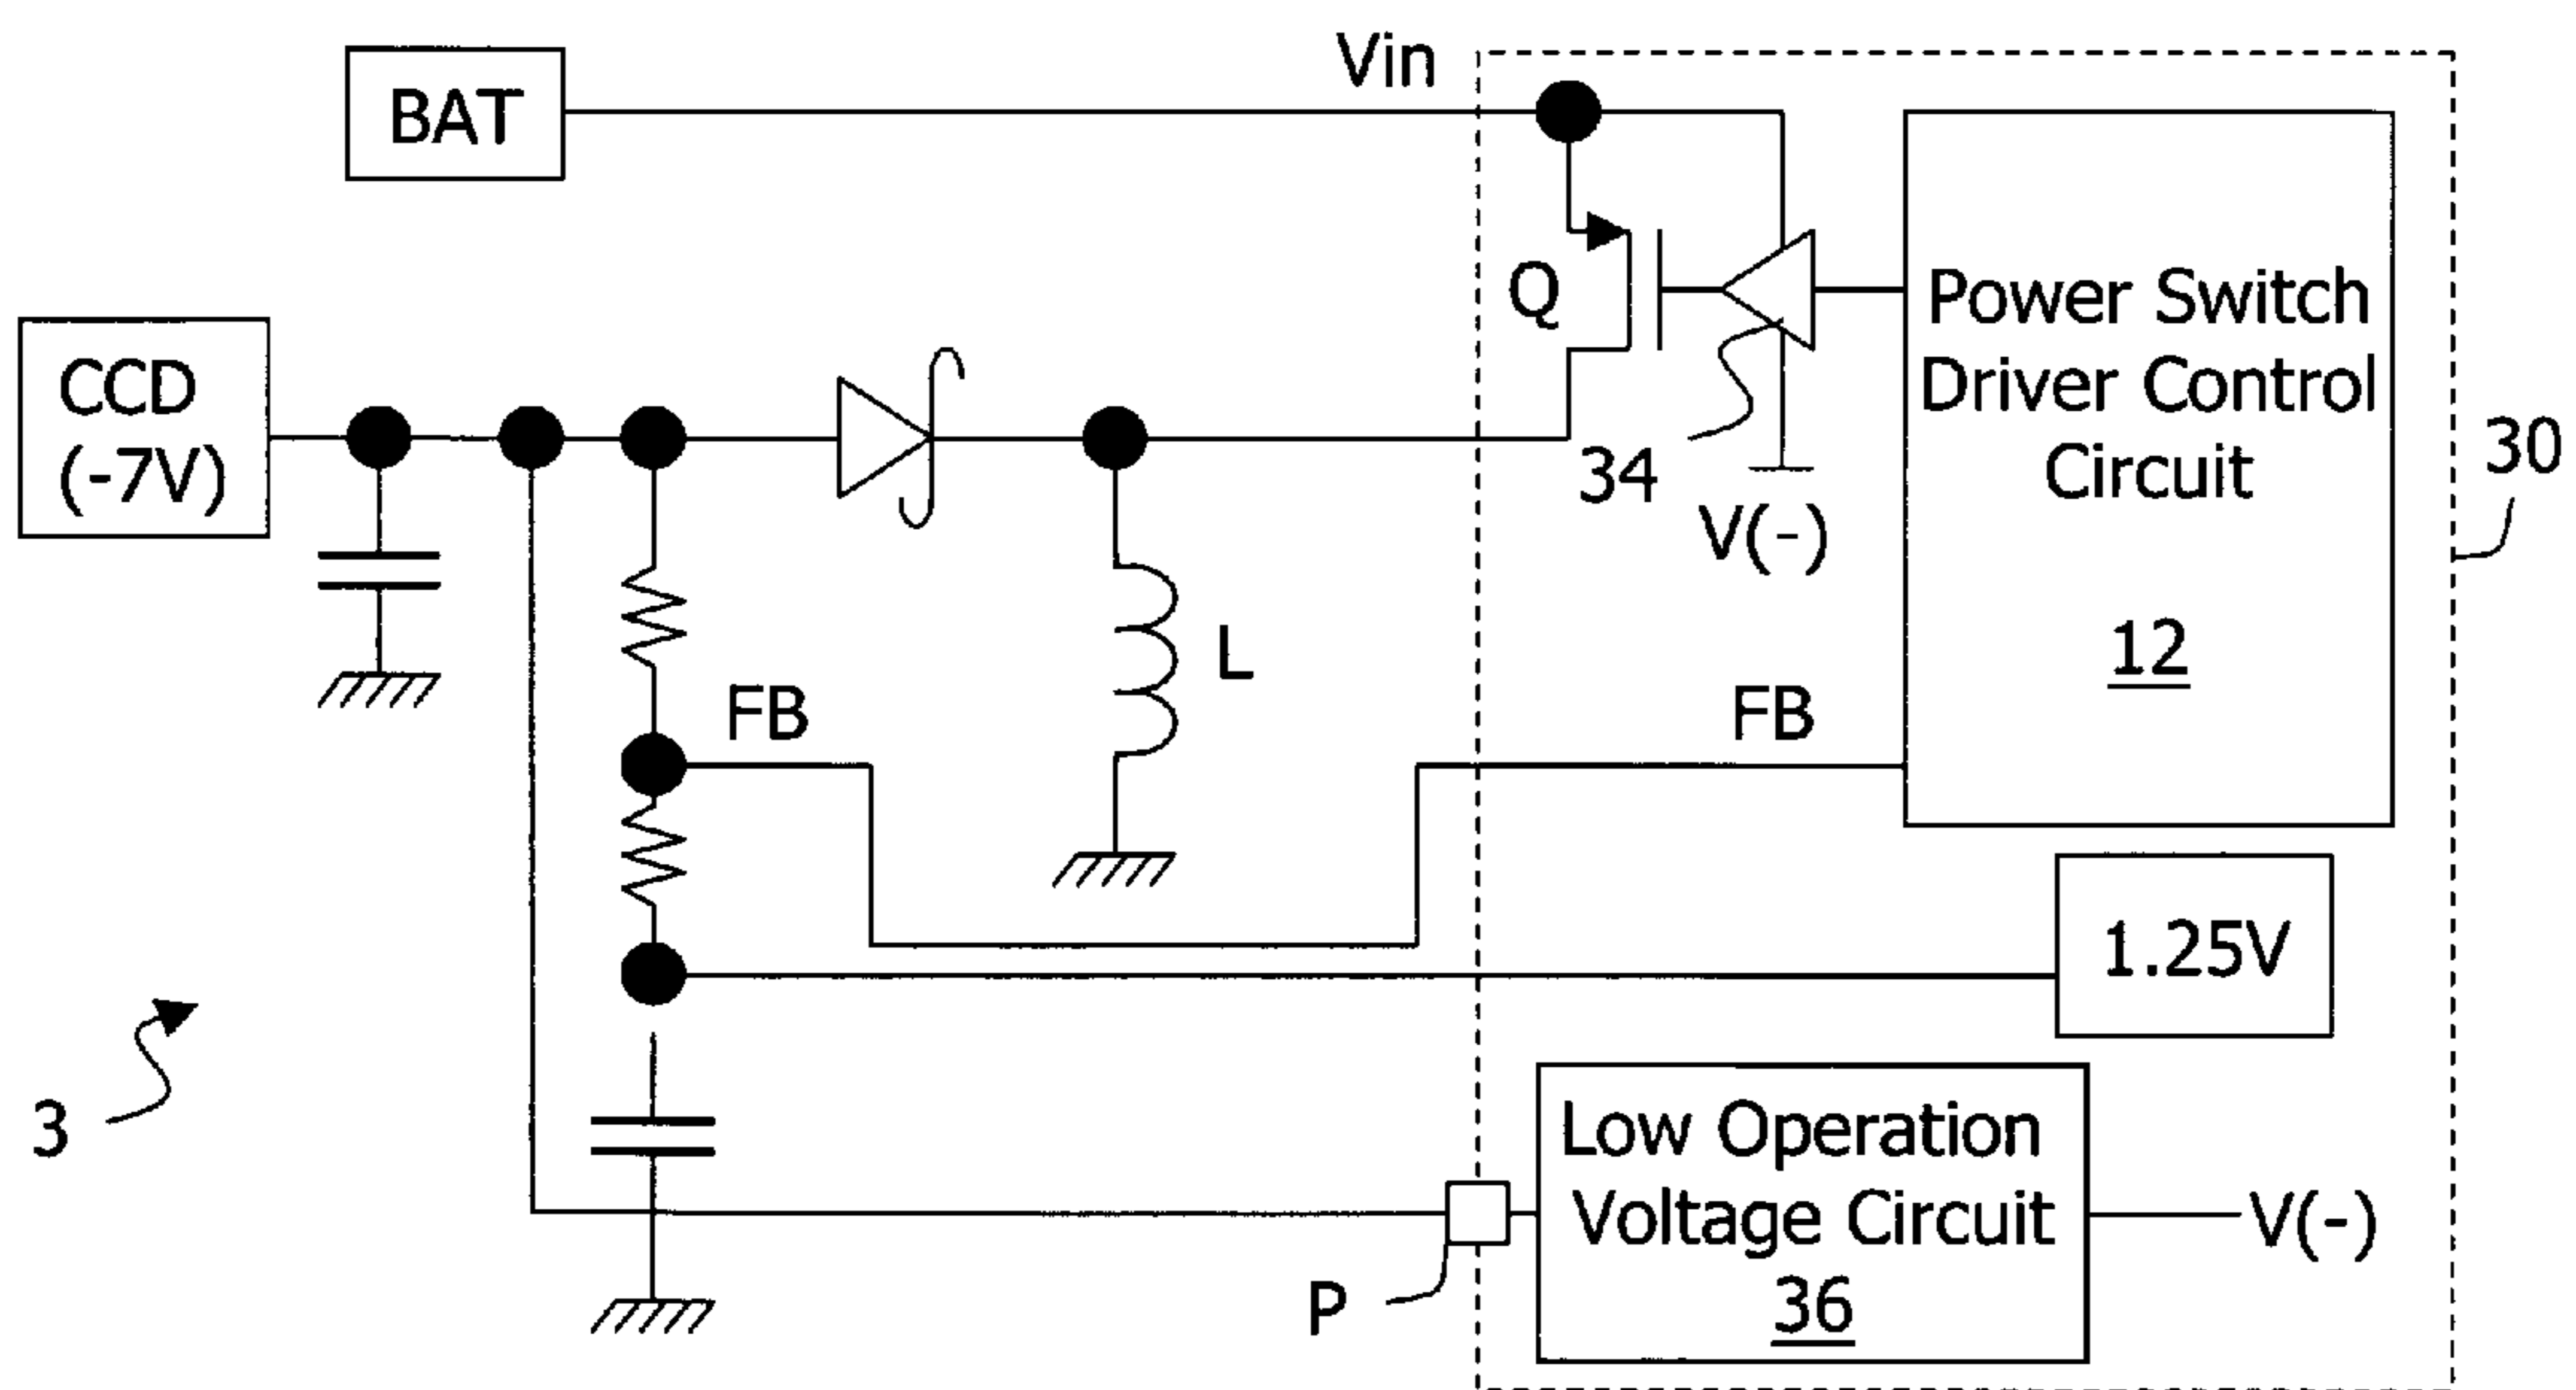 Vin
BAT
Q
Power Switch
Driver Control
Circuit
12
CCD
(-7V)
34
V(-)
30
L
FB
FB
1.25V
3
Low Operation
Voltage Circuit
36
V(-)
P